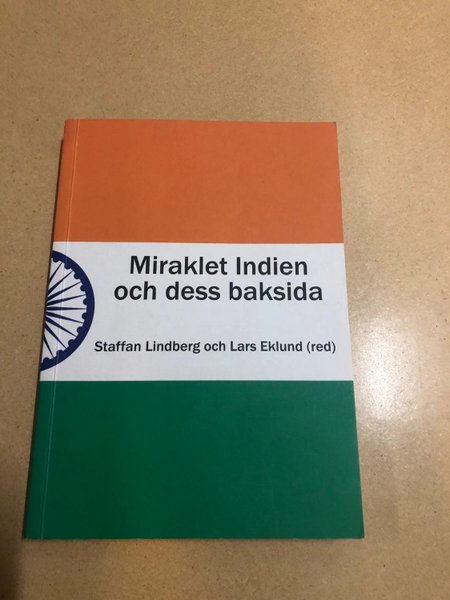 Miraklet Indien
och dess baksida
Staffan Lindberg och Lars Eklund (red)